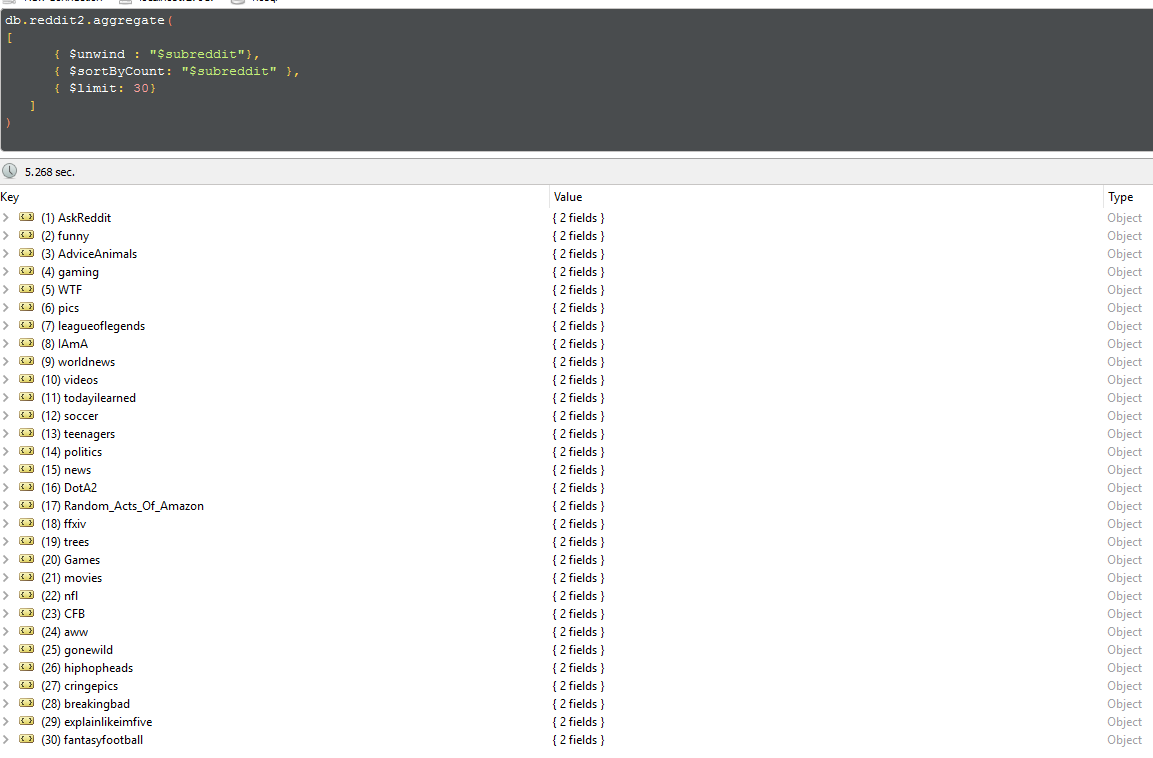 db.reddit2.aggregate(
[
{ $unwind : "$subreddit"},
{ $sortByCount: "$subreddit" },
{ $limit: 30}
]
)
5.268 sec.
Key Value Type
(1) AskReddit { 2 fields } Object
(2) funny { 2 fields } Object
(3) AdviceAnimals { 2 fields } Object
(4) gaming { 2 fields } Object
(5) WTF { 2 fields } Object
(6) pics { 2 fields } Object
(7) leagueoflegends { 2 fields } Object
(8) IAmA { 2 fields } Object
(9) worldnews { 2 fields } Object
(10) videos { 2 fields } Object
(11) todayilearned { 2 fields } Object
(12) soccer { 2 fields } Object
(13) teenagers { 2 fields } Object
(14) politics { 2 fields } Object
(15) news { 2 fields } Object
(16) DotA2 { 2 fields } Object
(17) Random_Acts_Of_Amazon { 2 fields } Object
(18) ffxiv { 2 fields } Object
(19) trees { 2 fields } Object
(20) Games { 2 fields } Object
(21) movies { 2 fields } Object
(22) nfl { 2 fields } Object
(23) CFB { 2 fields } Object
(24) aww { 2 fields } Object
(25) gonewild { 2 fields } Object
(26) hiphopheads { 2 fields } Object
(27) cringepics { 2 fields } Object
(28) breakingbad { 2 fields } Object
(29) explainlikeimfive { 2 fields } Object
(30) fantasyfootball { 2 fields } Object